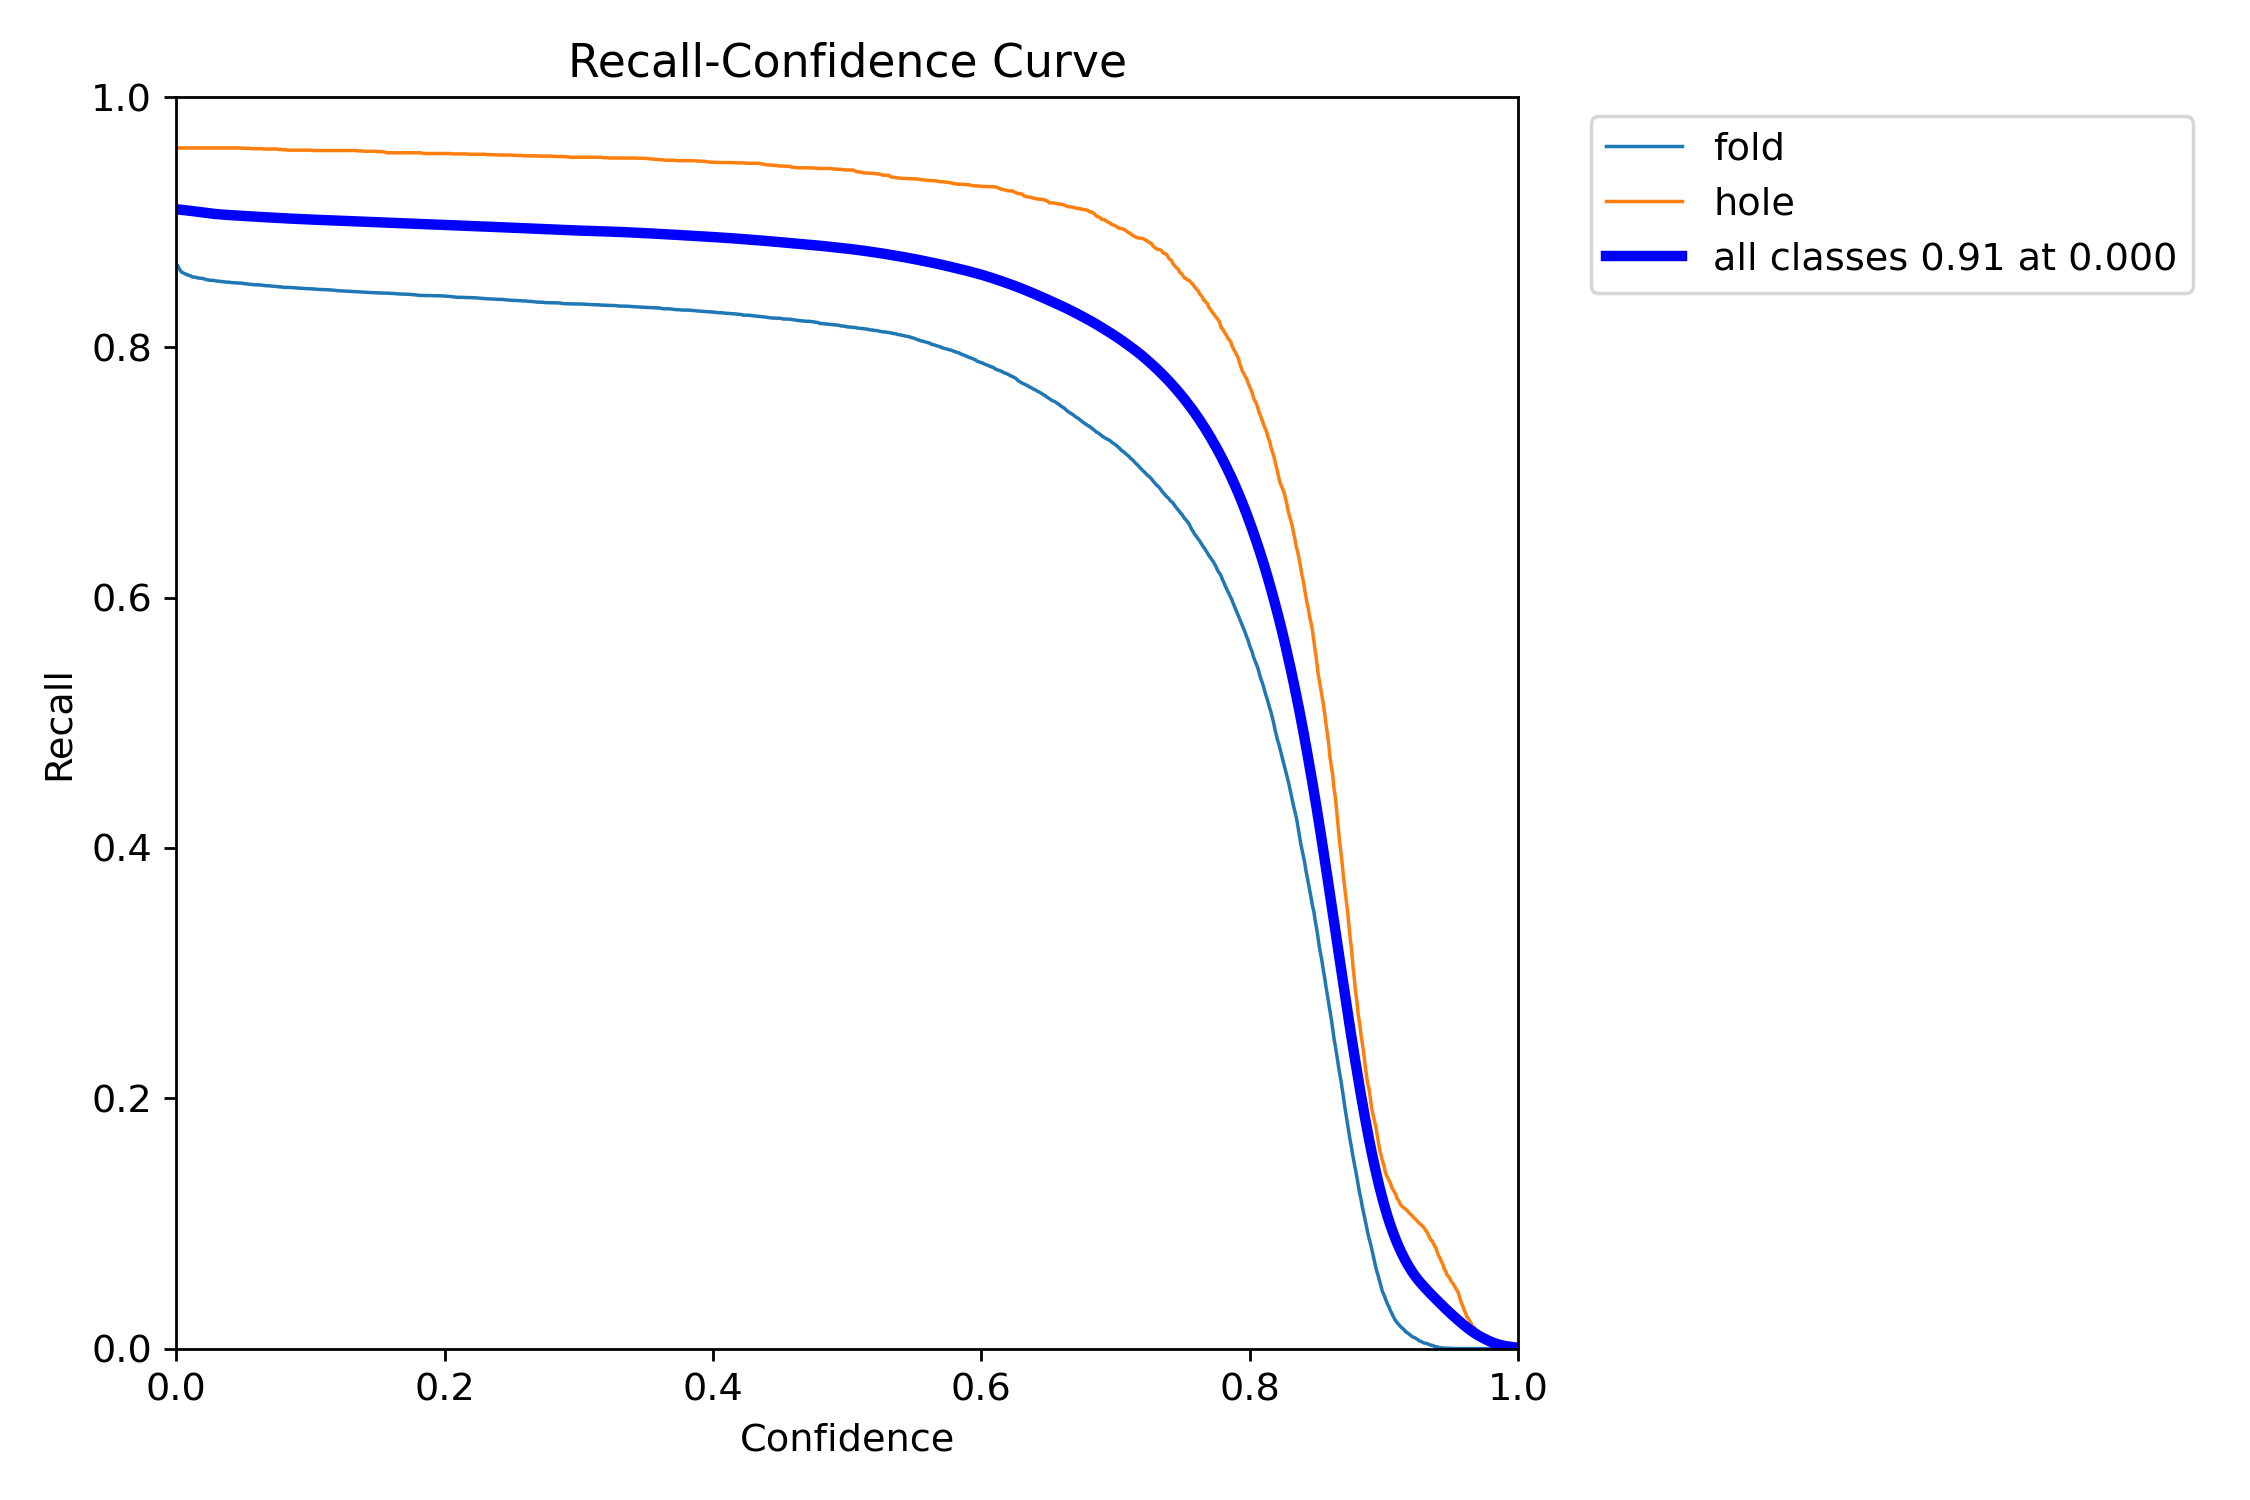 Recall-Confidence Curve
fold
hole
all classes 0.91 at 0.000
1.0
0.8
0.6
0.4
0.2
0.0
Recall
0.0 0.2 0.4 0.6 0.8 1.0
Confidence